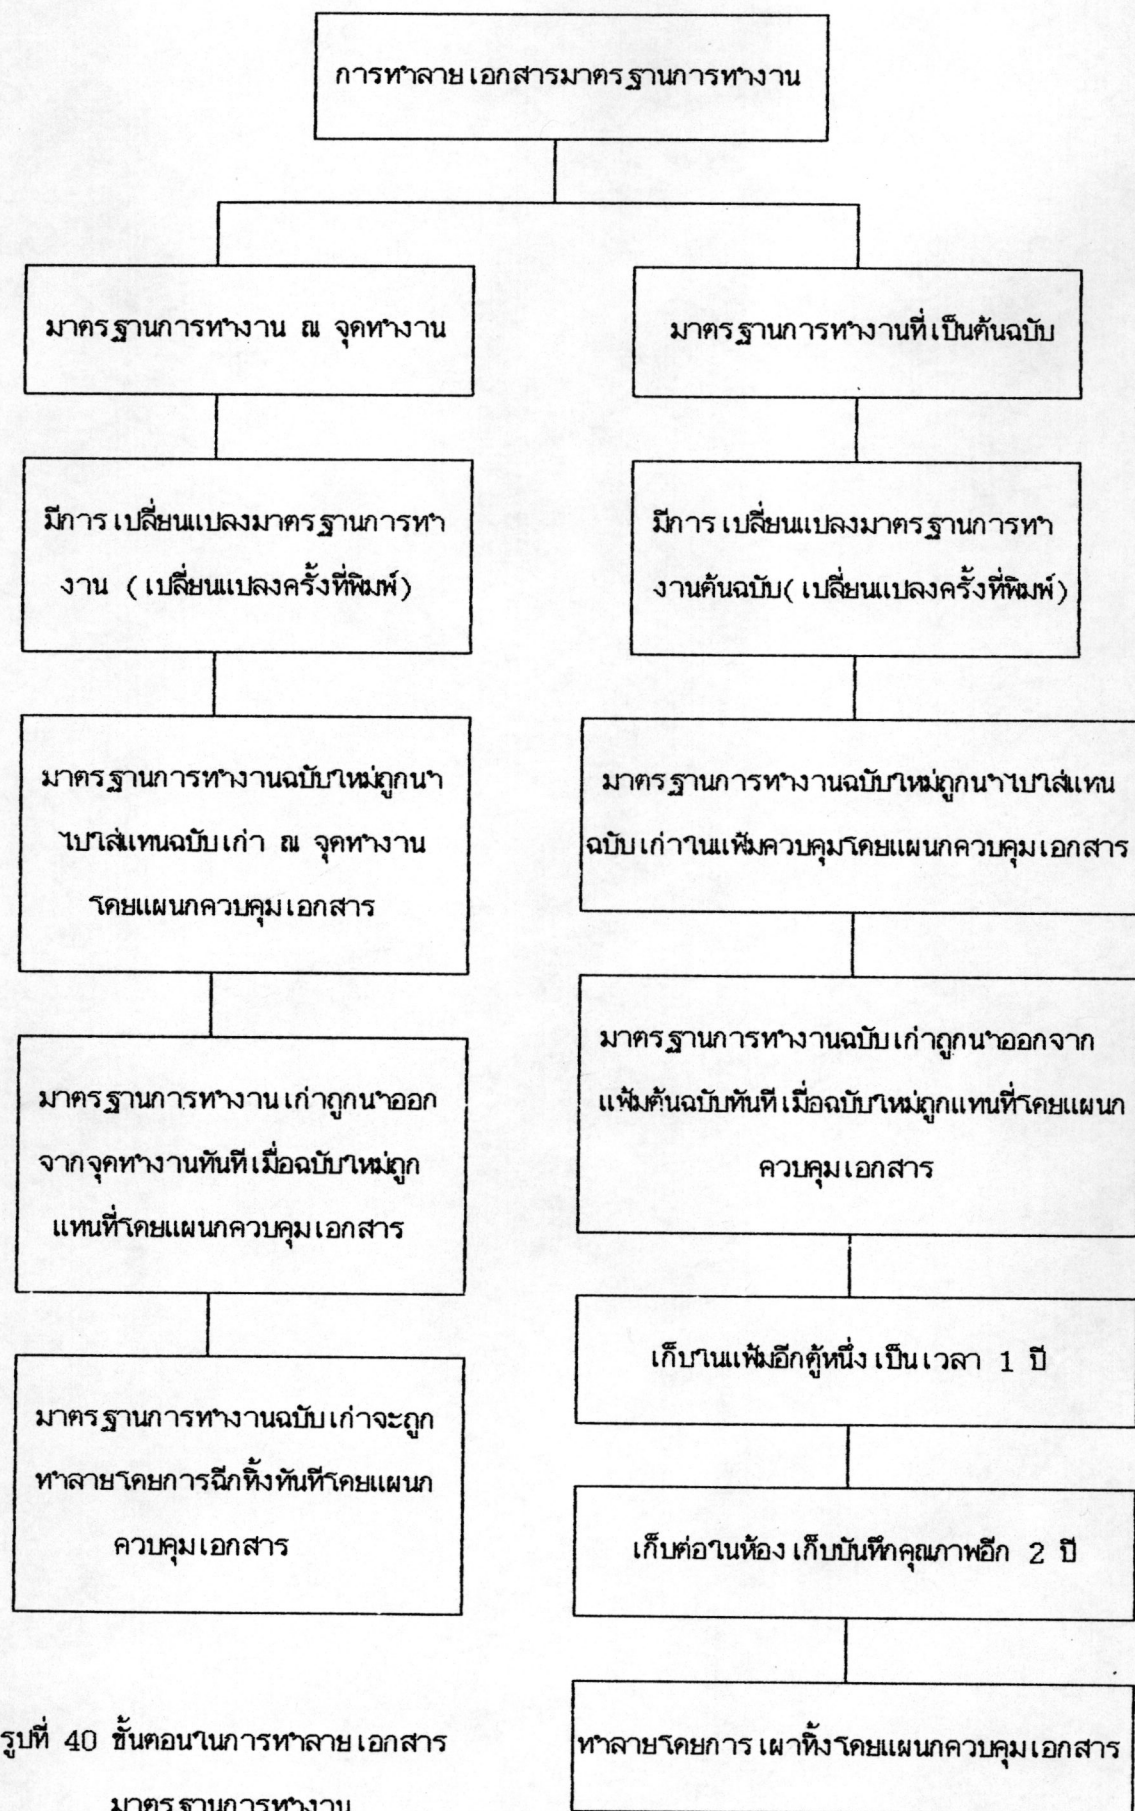 การทำลายเอกสารมาตรฐานการทำงาน
มาตรฐานการทำงาน ณ จุดทำงาน
มีการเปลี่ยนแปลงมาตรฐานการทำ
งาน (เปลี่ยนแปลงครั้งที่พิมพ์)
มาตรฐานการทำงานฉบับใหม่ถูกนำ
ไปใส่แทนฉบับเก่า ณ จุดทำงาน
โดยแผนกควบคุมเอกสาร
มาตรฐานการทำงานเก่าถูกนำออก
จากจุดทำงานทันทีเมื่อฉบับใหม่ถูก
แทนที่โดยแผนกควบคุมเอกสาร
มาตรฐานการทำงานฉบับเก่าจะถูก
ทำลายโดยการฉีกทิ้งทันทีโดยแผนก
ควบคุมเอกสาร
มาตรฐานการทำงานที่เป็นต้นฉบับ
มีการเปลี่ยนแปลงมาตรฐานการทำ
งานต้นฉบับ(เปลี่ยนแปลงครั้งที่พิมพ์)
มาตรฐานการทำงานฉบับใหม่ถูกนำไปใส่แทน
ฉบับเก่าในแฟ้มควบคุมโดยแผนกควบคุมเอกสาร
มาตรฐานการทำงานฉบับเก่าถูกนำออกจาก
แฟ้มต้นฉบับทันทีเมื่อฉบับใหม่ถูกแทนที่โดยแผนก
ควบคุมเอกสาร
เก็บในแฟ้มอีกตู้หนึ่งเป็นเวลา 1 ปี
เก็บต่อในห้องเก็บบันทึกคุณภาพอีก 2 ปี
ทำลายโดยการเผาทิ้งโดยแผนกควบคุมเอกสาร
รูปที่ 40 ขั้นตอนในการทำลายเอกสาร
มาตรฐานการทำงาน